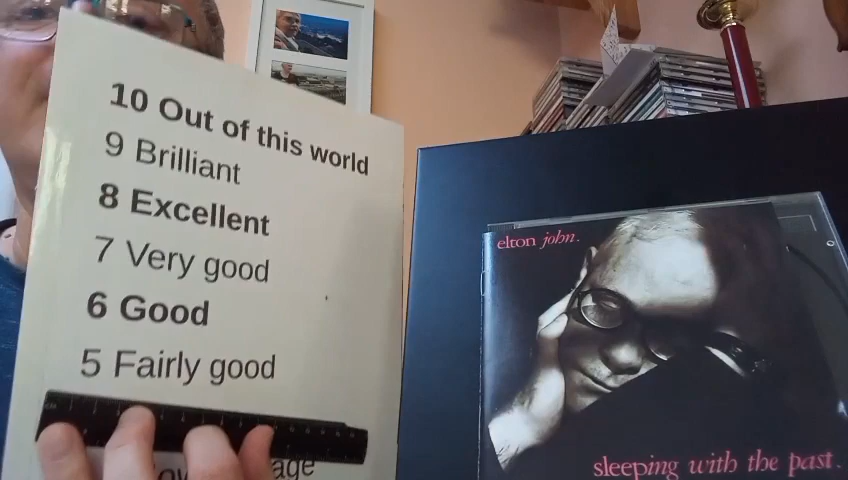 10 Out of this world
9 Brilliant
8 Excellent
7 Very good
6 Good
5 Fairly good
elton john.
sleeping with the past.